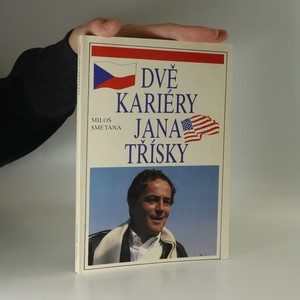 DVĚ
KARIÉRY
JANA
TŘÍSKY
MILOŠ
SMETANA